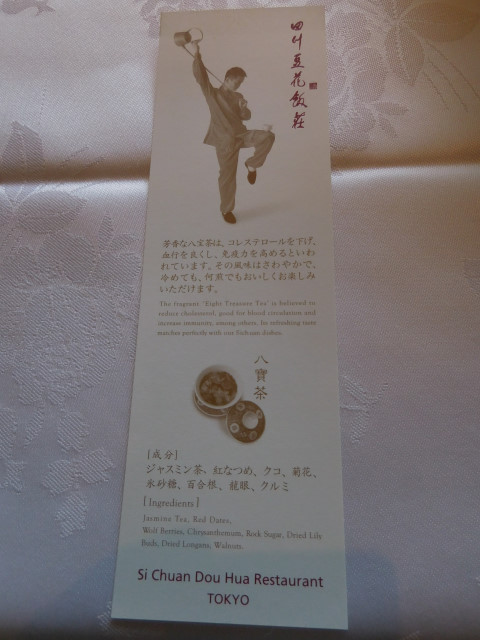 四川豆花飯莊
芳香な八宝茶は、コレステロールを下げ、
血行を良くし、免疫力を高めるといわ
れています。その風味はさわやかで、
冷めても、何煎でもおいしくお楽しみ
いただけます。
The fragrant "Eight Treasure Tea" is believed to
reduce cholesterol, good for blood circulation and
increase immunity, among others. Its refreshing taste
matches perfectly with our Sichuan dishes.
八寶茶
[成分]
ジャスミン茶、紅なつめ、クコ、菊花、
氷砂糖、百合根、龍眼、クルミ
[Ingredients]
Jasmine Tea, Red Dates,
Wolf Berries, Chrysanthemum, Rock Sugar, Dried Lily
Buds, Dried Longans, Walnuts.
Si Chuan Dou Hua Restaurant
TOKYO